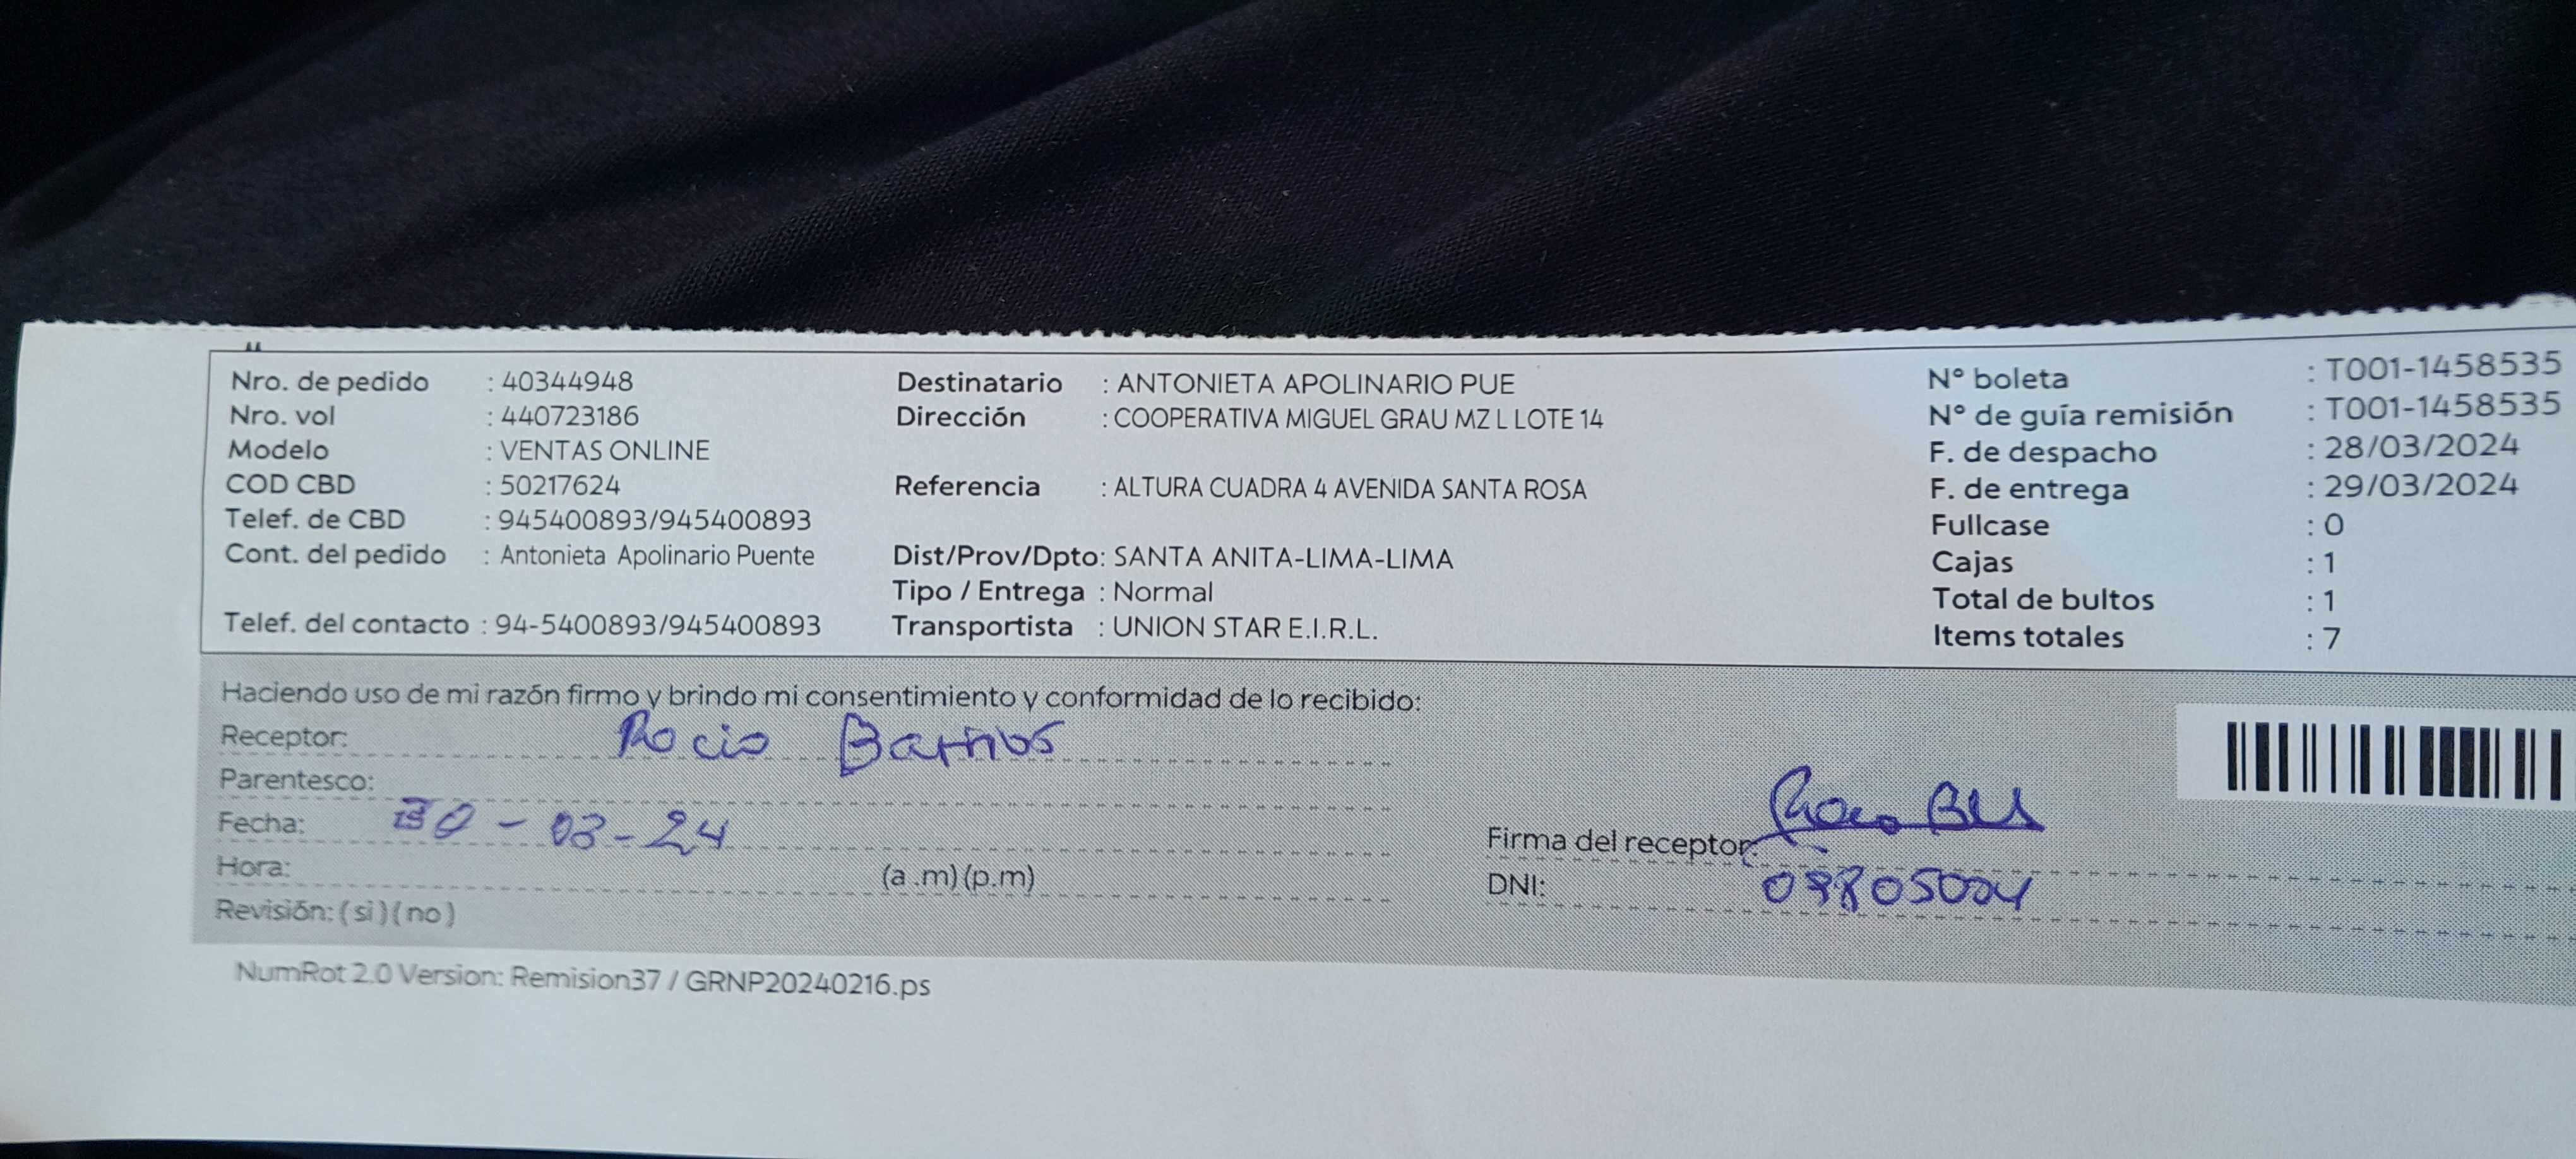 Nro. de pedido : 40344948
Nro. vol : 440723186
Modelo : VENTAS ONLINE
COD CBD : 50217624
Telef. de CBD : 945400893/945400893
Cont. del pedido : Antonieta Apolinario Puente
Telef. del contacto : 94-5400893/945400893
Destinatario : ANTONIETA APOLINARIO PUE
Dirección : COOPERATIVA MIGUEL GRAU MZ L LOTE 14
Referencia : ALTURA CUADRA 4 AVENIDA SANTA ROSA
Dist/Prov/Dpto: SANTA ANITA-LIMA-LIMA
Tipo / Entrega : Normal
Transportista : UNION STAR E.I.R.L.
N° boleta : T001-1458535
N° de guía remisión : T001-1458535
F. de despacho : 28/03/2024
F. de entrega : 29/03/2024
Fullcase : 0
Cajas : 1
Total de bultos : 1
Items totales : 7
Haciendo uso de mi razón firmo y brindo mi consentimiento y conformidad de lo recibido:
Receptor: Rocio Barrios
Parentesco:
Fecha: 30-03-24
Hora: (a .m) (p.m)
Revisión: ( si ) ( no )
Firma del receptor:
DNI:
NumRot 2.0 Version: Remision37 / GRNP20240216.ps